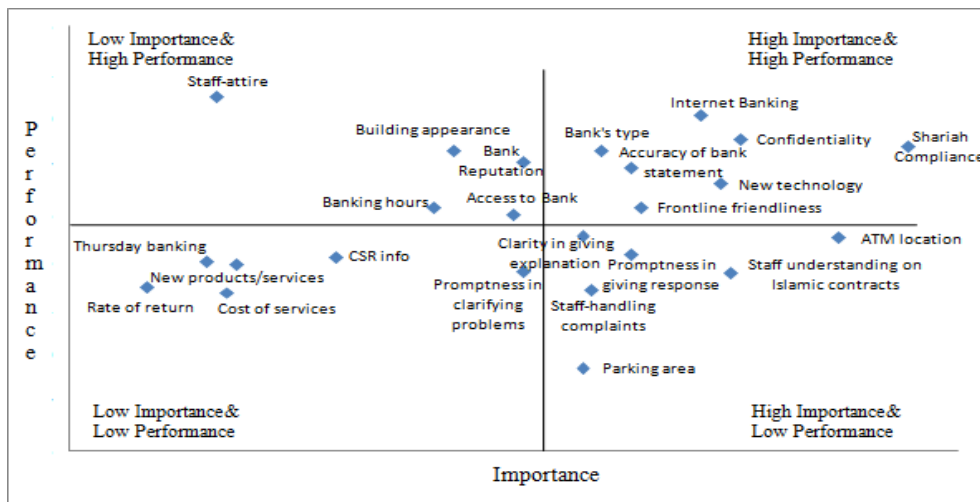 Low Importance&
High Performance
High Importance &
High Performance
Staff-attire
Internet Banking
Building appearance
Bank's type
Confidentiality
Shariah
Compliance
Bank
Reputation
Accuracy of bank
statement
New technology
Banking hours
Access to Bank
Frontline friendliness
Performance
Thursday banking
CSR info
Clarity in giving
explanation
ATM location
New products/services
Promptness in
giving response
Staff understanding on
Islamic contracts
Rate of return
Cost of services
Promptness in
clarifying
problems
Staff-handling
complaints
Parking area
Low Importance&
Low Performance
High Importance &
Low Performance
Importance